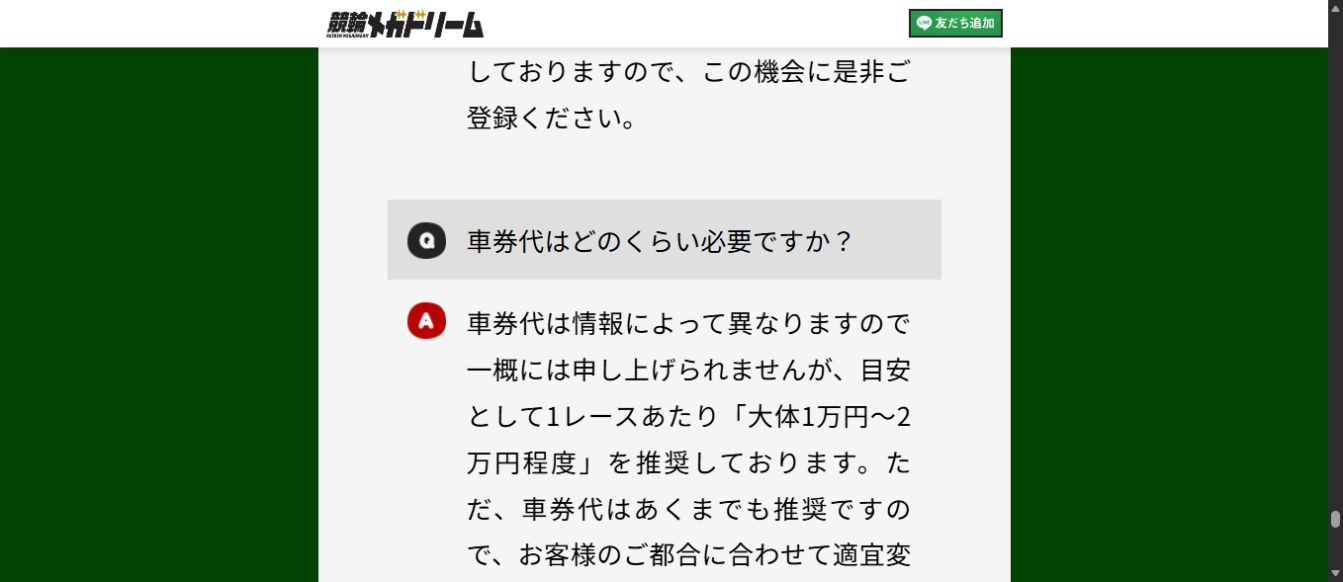 競輪メガドリーム
友だち追加
しておりますので、この機会に是非ご
登録ください。
Q 車券代はどのくらい必要ですか？
A 車券代は情報によって異なりますので
一概には申し上げられませんが、目安
として1レースあたり「大体1万円～2
万円程度」を推奨しております。た
だ、車券代はあくまでも推奨ですの
で、お客様のご都合に合わせて適宜変